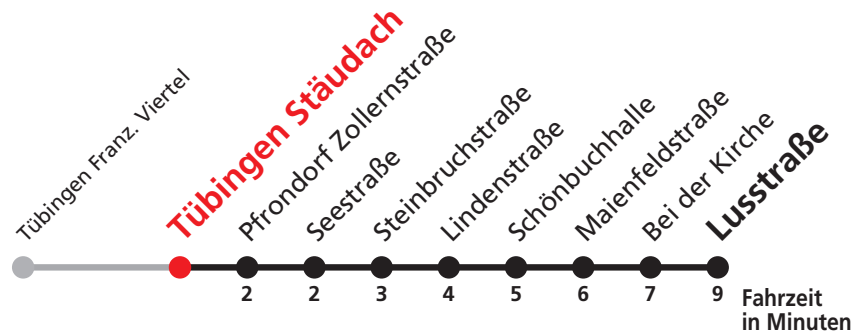 Tübingen Franz. Viertel
Tübingen Stäudach
Pfrondorf Zollernstraße
Seestraße
Steinbruchstraße
Lindenstraße
Schönbuchhalle
Maienfeldstraße
Bei der Kirche
Lusstraße
2 2 3 4 5 6 7 9
Fahrzeit
in Minuten